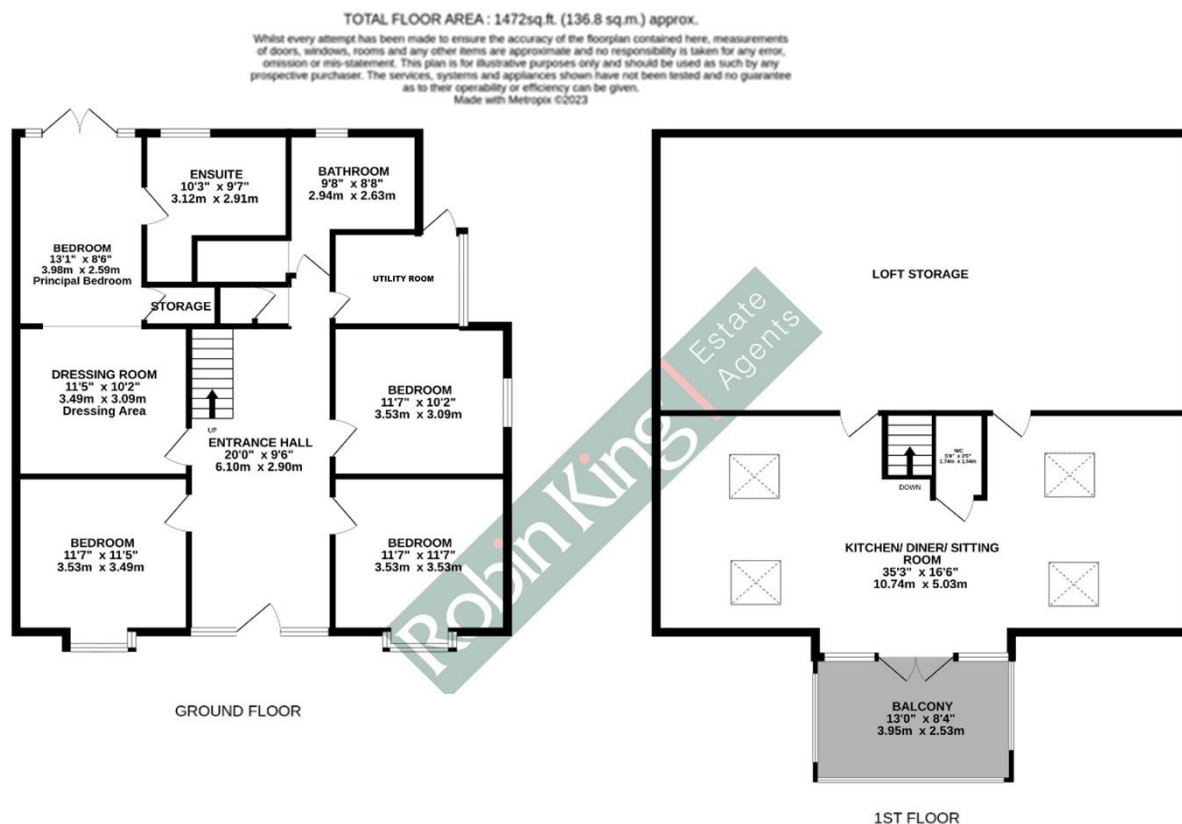 TOTAL FLOOR AREA : 1472sq.ft. (136.8 sq.m.) approx.
Whilst every attempt has been made to ensure the accuracy of the floorplan contained here, measurements
of doors, windows, rooms and any other items are approximate and no responsibility is taken for any error,
omission or mis-statement. This plan is for illustrative purposes only and should be used as such by any
prospective purchaser. The services, systems and appliances shown have not been tested and no guarantee
as to their operability or efficiency can be given.
Made with Metropix ©2023
ENSUITE
10'3" x 9'7"
3.12m x 2.91m
BATHROOM
9'8" x 8'8"
2.94m x 2.63m
BEDROOM
13'1" x 8'6"
3.98m x 2.59m
Principal Bedroom
UTILITY ROOM
STORAGE
DRESSING ROOM
11'5" x 10'2"
3.49m x 3.09m
Dressing Area
BEDROOM
11'7" x 10'2"
3.53m x 3.09m
UP
ENTRANCE HALL
20'0" x 9'6"
6.10m x 2.90m
BEDROOM
11'7" x 11'5"
3.53m x 3.49m
BEDROOM
11'7" x 11'7"
3.53m x 3.53m
GROUND FLOOR
Robin King
Estate
Agents
LOFT STORAGE
WC
DOWN
KITCHEN/ DINER/ SITTING
ROOM
35'3" x 16'6"
10.74m x 5.03m
BALCONY
13'0" x 8'4"
3.95m x 2.53m
1ST FLOOR